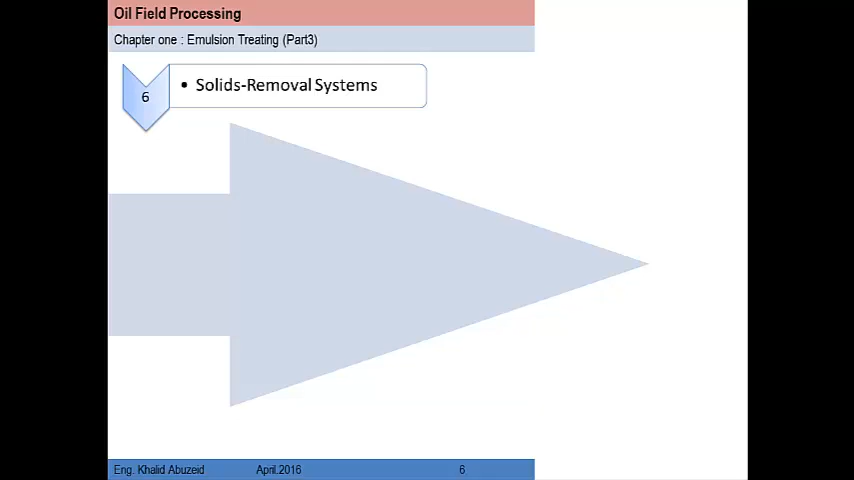 Oil Field Processing
Chapter one : Emulsion Treating (Part3)
6
• Solids-Removal Systems
Eng. Khalid Abuzeid April.2016 6